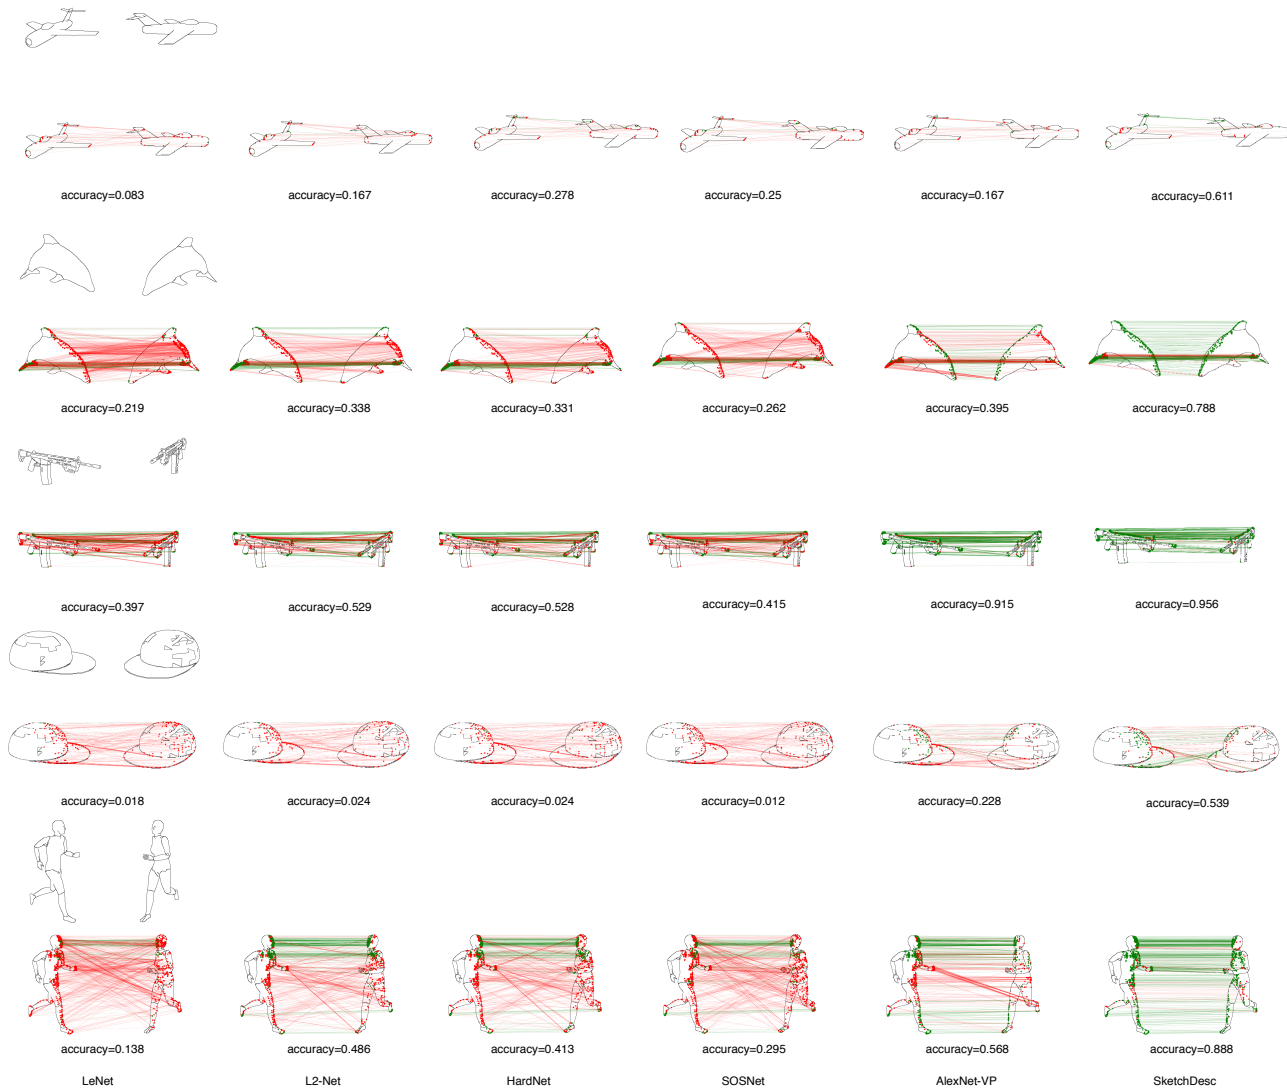 accuracy=0.083 accuracy=0.167 accuracy=0.278 accuracy=0.25 accuracy=0.167 accuracy=0.611
accuracy=0.219 accuracy=0.338 accuracy=0.331 accuracy=0.262 accuracy=0.395 accuracy=0.788
accuracy=0.397 accuracy=0.529 accuracy=0.528 accuracy=0.415 accuracy=0.915 accuracy=0.956
accuracy=0.018 accuracy=0.024 accuracy=0.024 accuracy=0.012 accuracy=0.228 accuracy=0.539
accuracy=0.138 accuracy=0.486 accuracy=0.413 accuracy=0.295 accuracy=0.568 accuracy=0.888
LeNet L2-Net HardNet SOSNet AlexNet-VP SketchDesc